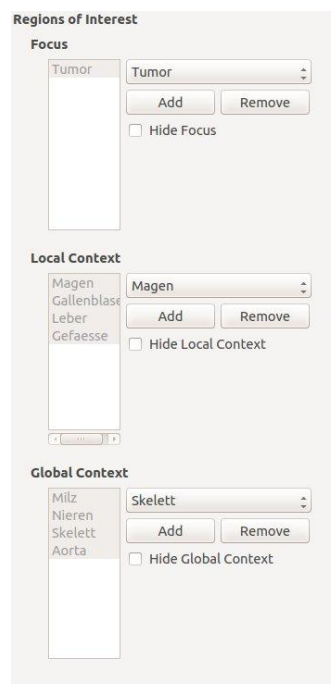 Regions of Interest
Focus
Tumor
Tumor
Add
Remove
Hide Focus
Local Context
Magen
Gallenblase
Leber
Gefaesse
Magen
Add
Remove
Hide Local Context
Global Context
Milz
Nieren
Skelett
Aorta
Skelett
Add
Remove
Hide Global Context